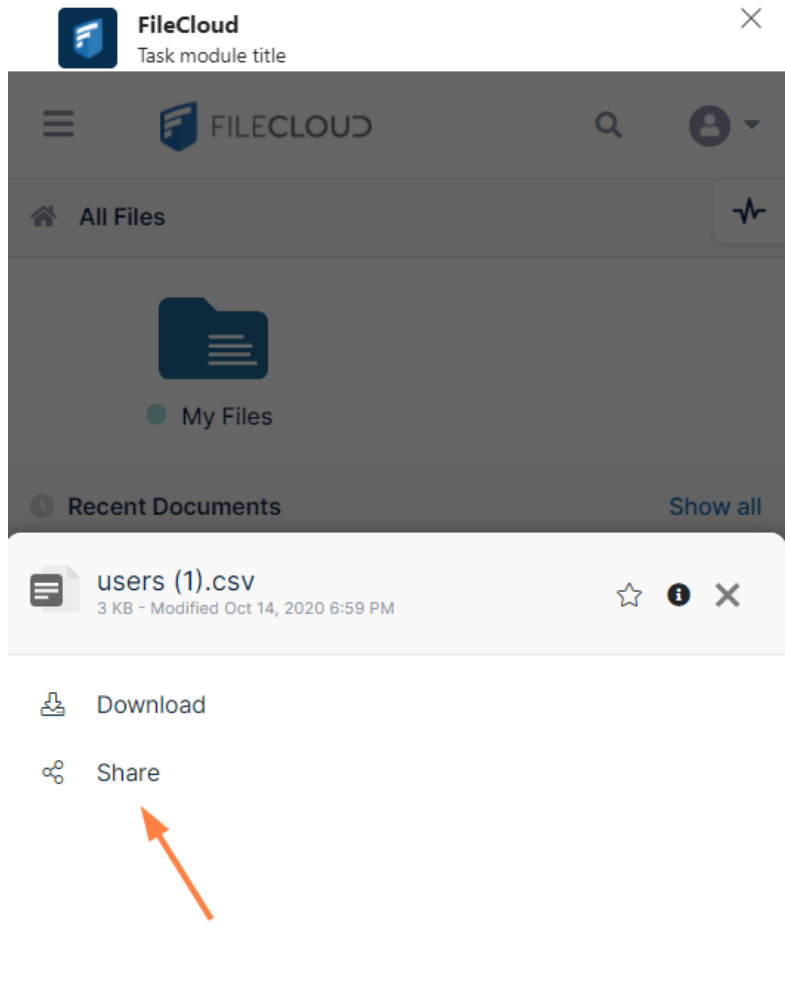 FileCloud
Task module title
FILECLOUD
All Files
My Files
Recent Documents
Show all
users (1).csv
3 KB - Modified Oct 14, 2020 6:59 PM
Download
Share